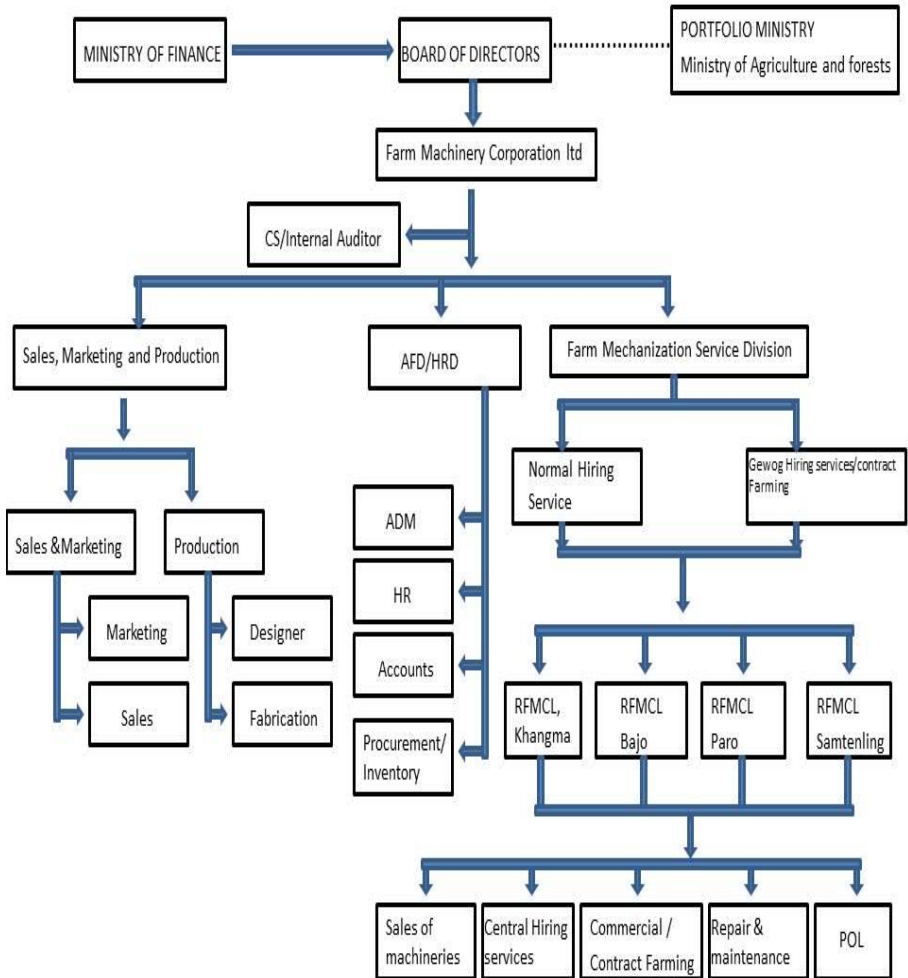 MINISTRY OF FINANCE
BOARD OF DIRECTORS
PORTFOLIO MINISTRY
Ministry of Agriculture and forests
Farm Machinery Corporation ltd
CS/Internal Auditor
Sales, Marketing and Production
AFD/HRD
Farm Mechanization Service Division
Normal Hiring
Service
Gewog Hiring services/contract
Farming
Sales &Marketing
Production
ADM
HR
Accounts
Procurement/
Inventory
Marketing
Designer
Sales
Fabrication
RFMCL,
Khangma
RFMCL
Bajo
RFMCL
Paro
RFMCL
Samtenling
Sales of
machineries
Central Hiring
services
Commercial /
Contract Farming
Repair &
maintenance
POL